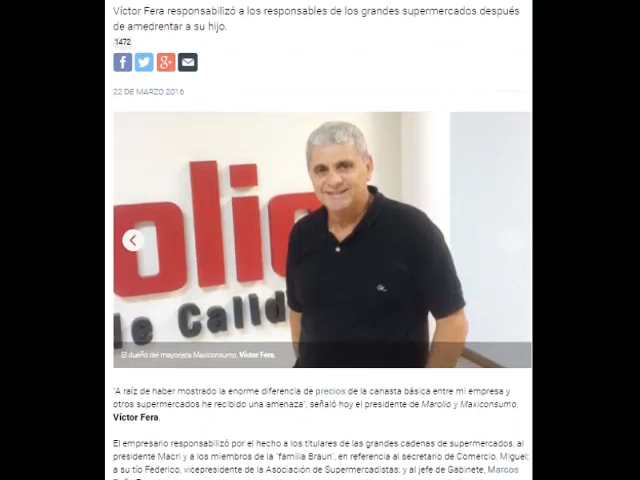 Víctor Fera responsabilizó a los responsables de los grandes supermercados después
de amedrentar a su hijo.
1472
22 DE MARZO 2016
olio
de Calid
El dueño del mayorista Maxiconsumo, Víctor Fera.
"A raíz de haber mostrado la enorme diferencia de precios de la canasta básica entre mi empresa y
otros supermercados he recibido una amenaza", señaló hoy el presidente de Marolio y Maxiconsumo,
Víctor Fera.
El empresario responsabilizó por el hecho a los titulares de las grandes cadenas de supermercados, al
presidente Macri y a los miembros de la "familia Braun", en referencia al secretario de Comercio, Miguel;
a su tío Federico, vicepresidente de la Asociación de Supermercadistas; y al jefe de Gabinete, Marcos